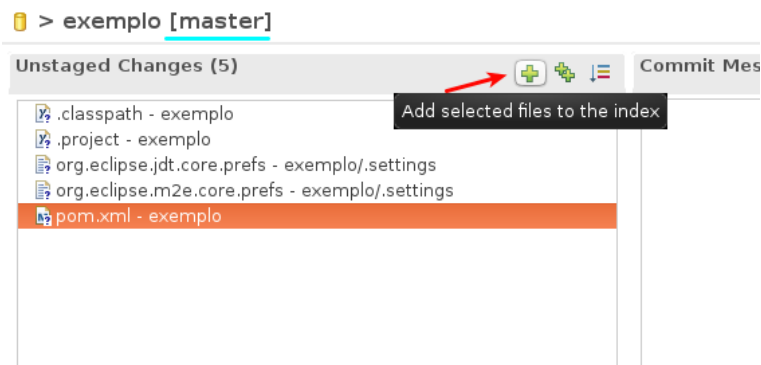 > exemplo [master]
Unstaged Changes (5)
Commit Mes
Add selected files to the index
.classpath - exemplo
.project - exemplo
org.eclipse.jdt.core.prefs - exemplo/.settings
org.eclipse.m2e.core.prefs - exemplo/.settings
pom.xml - exemplo